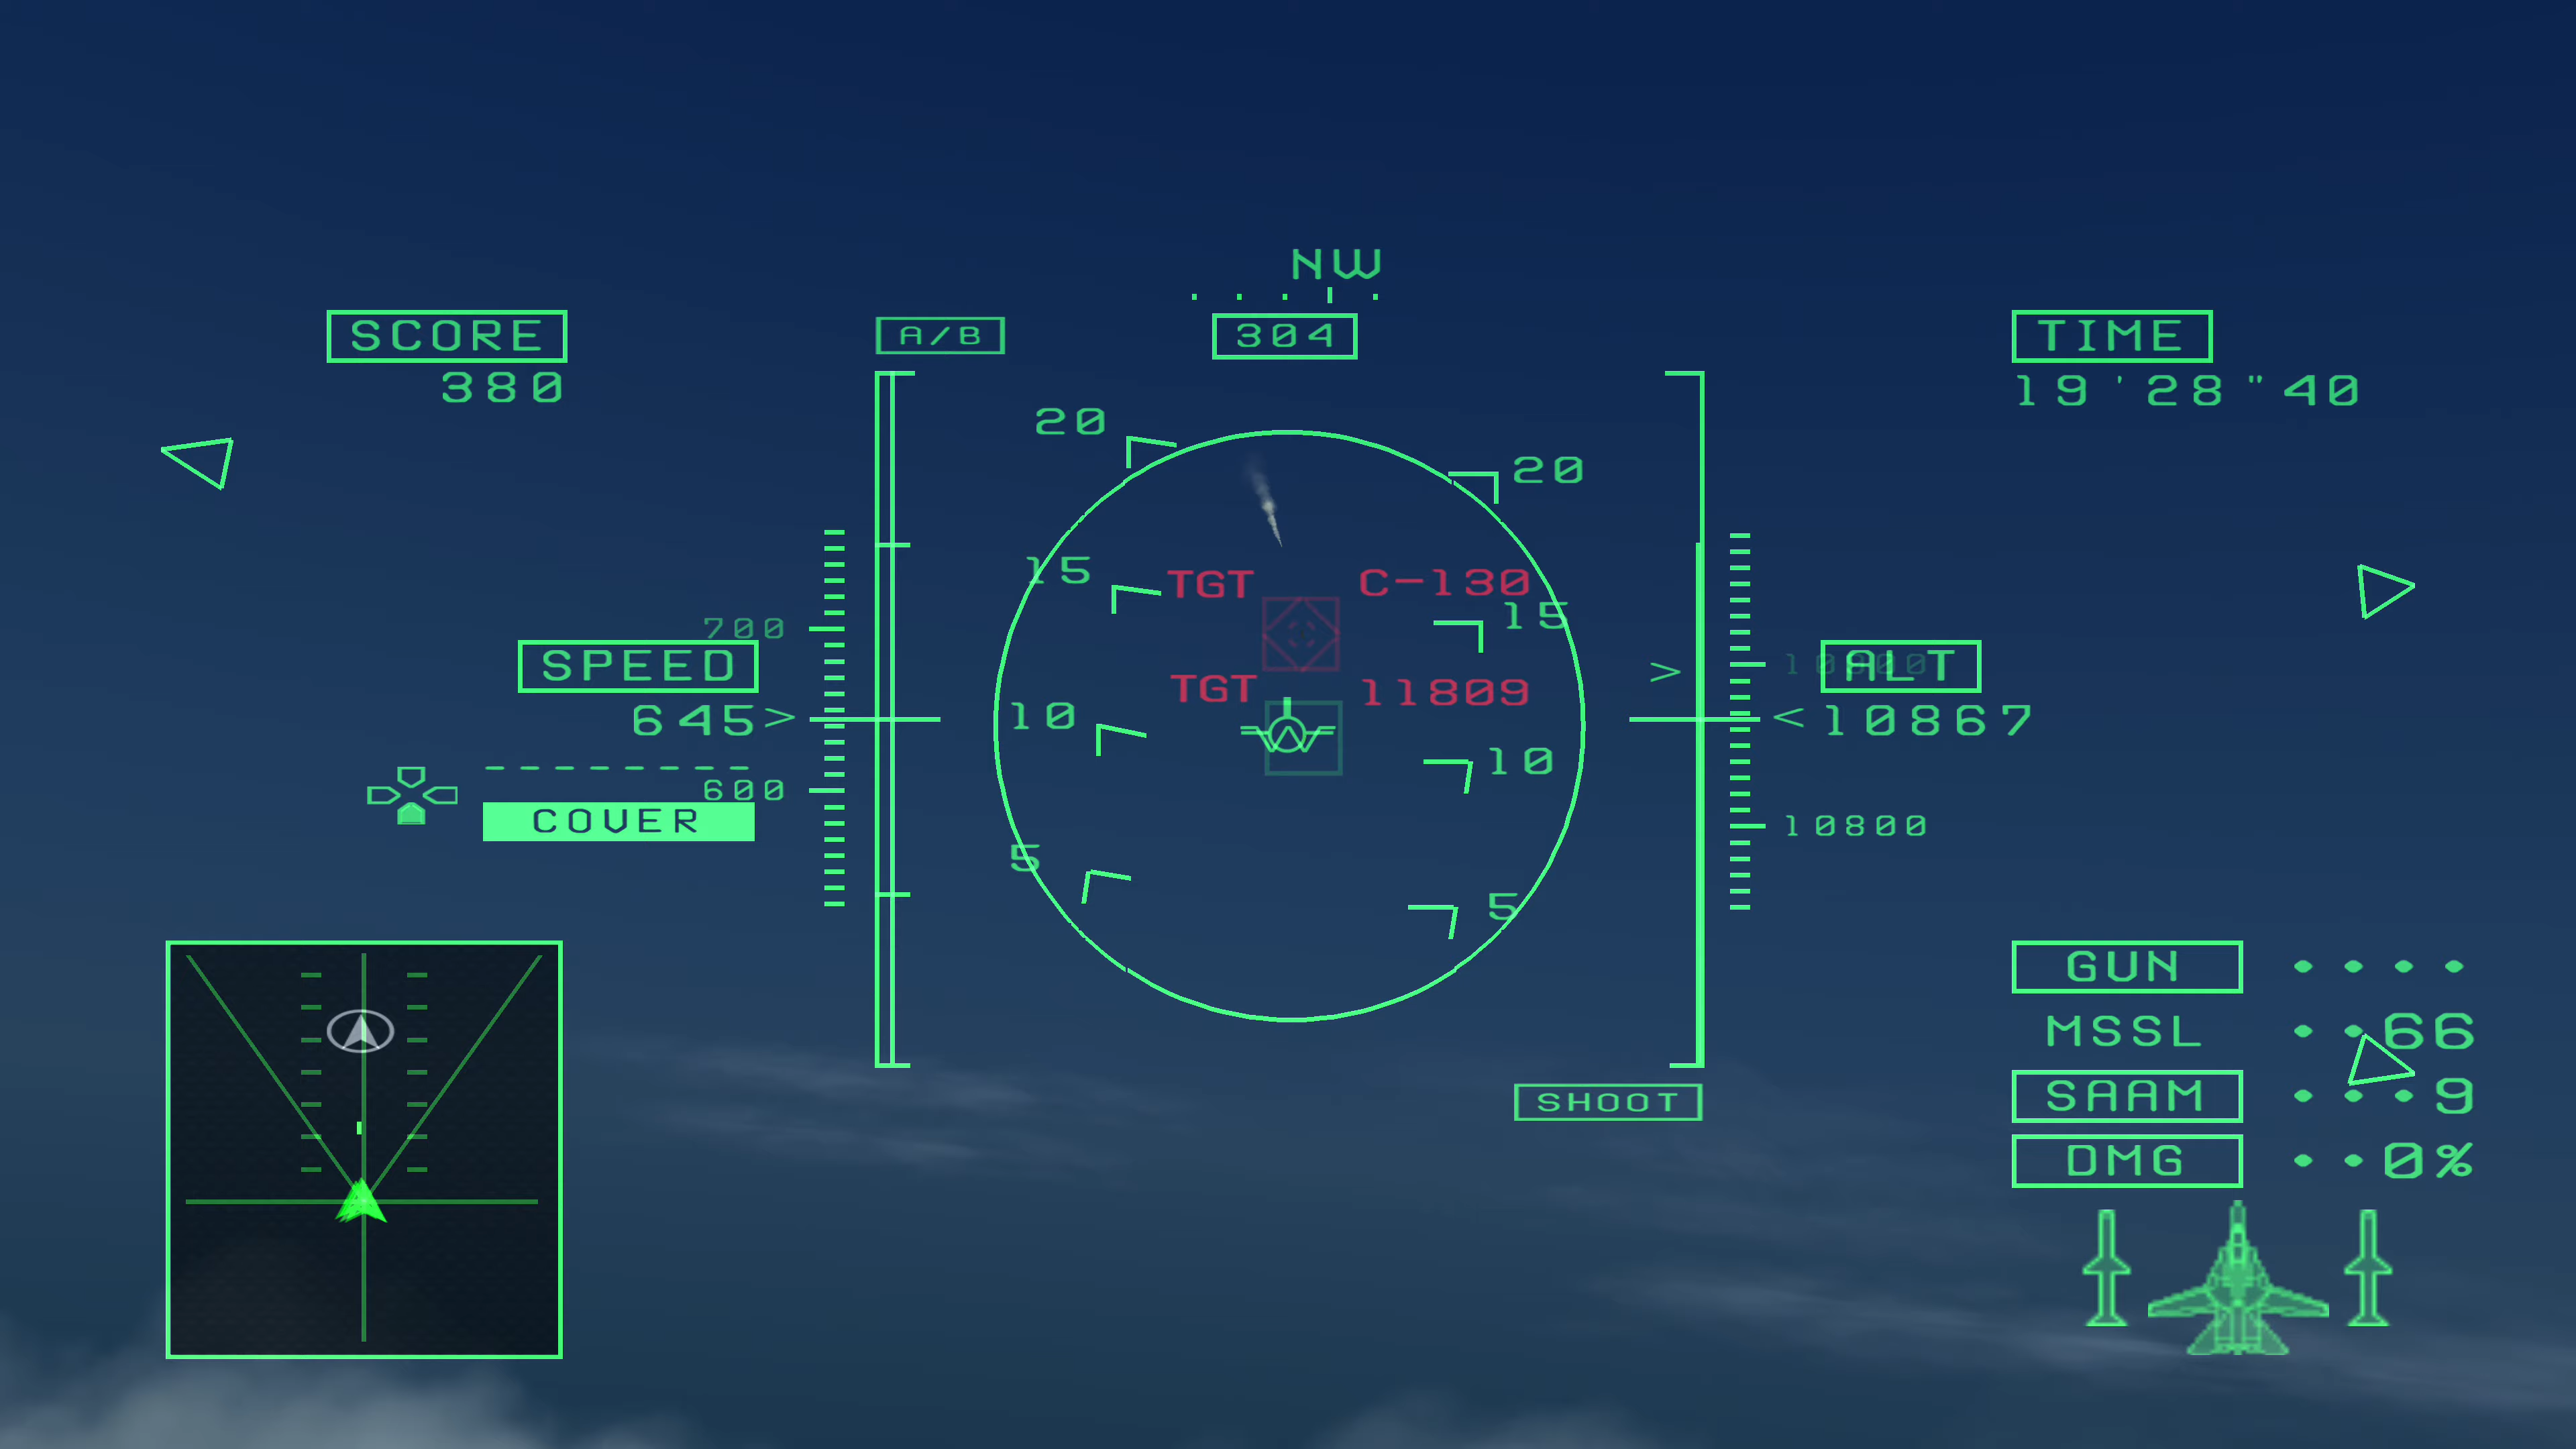 NW
SCORE
A/B
304
TIME
380
19'28"40
20
20
15
TGT
C-130
15
700
SPEED
ALT
TGT
11809
645>
10
<10867
10
600
COVER
10800
5
5
GUN
MSSL 66
SAAM 9
SHOOT
DMG 0%